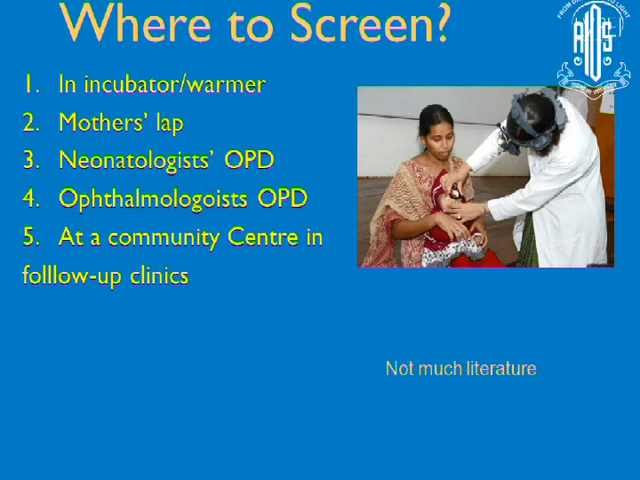 Where to Screen?
1. In incubator/warmer
2. Mothers' lap
3. Neonatologists' OPD
4. Ophthalmologoists OPD
5. At a community Centre in
folllow-up clinics
Not much literature